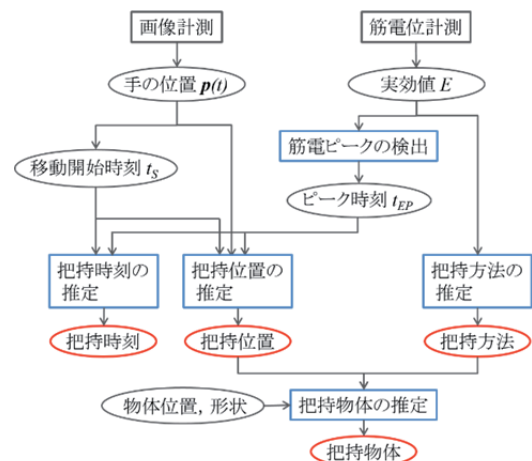 画像計測
筋電位計測
手の位置 p(t)
実効値 E
筋電ピークの検出
移動開始時刻 tS
ピーク時刻 tEP
把持時刻の
推定
把持位置の
推定
把持方法の
推定
把持時刻
把持位置
把持方法
物体位置, 形状
把持物体の推定
把持物体